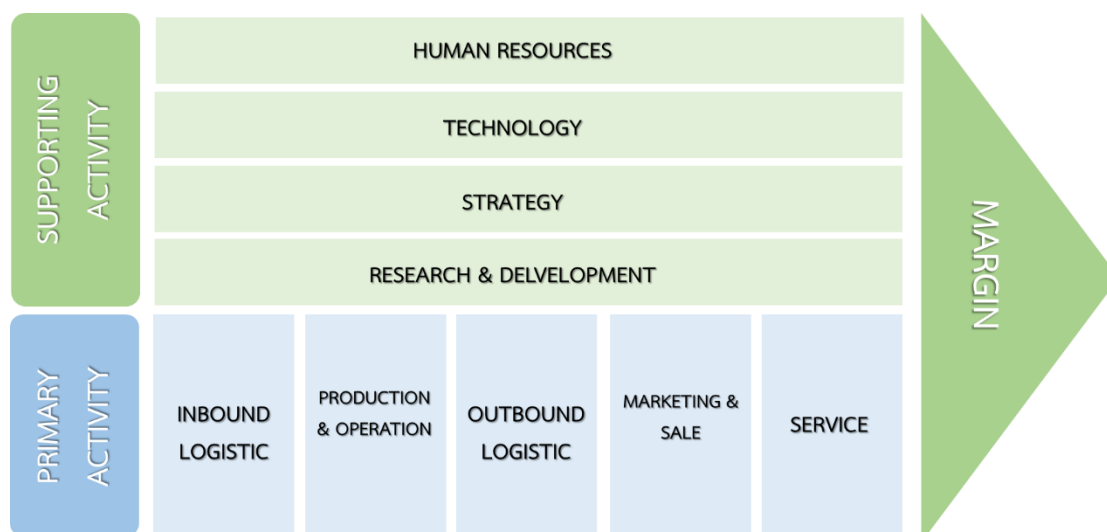 SUPPORTING
ACTIVITY
HUMAN RESOURCES
TECHNOLOGY
STRATEGY
RESEARCH & DELVELOPMENT
MARGIN
PRIMARY
ACTIVITY
INBOUND
LOGISTIC
PRODUCTION
& OPERATION
OUTBOUND
LOGISTIC
MARKETING &
SALE
SERVICE